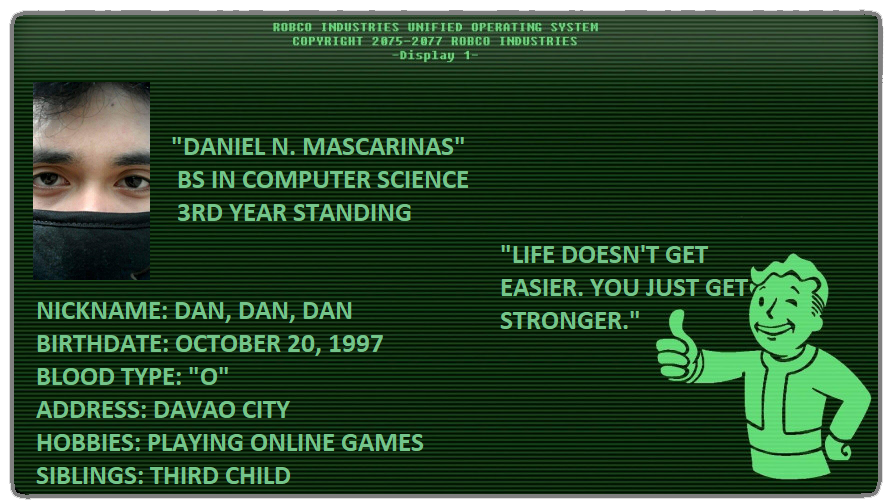 ROBCO INDUSTRIES UNIFIED OPERATING SYSTEM
COPYRIGHT 2075-2077 ROBCO INDUSTRIES
-Display 1-
"DANIEL N. MASCARINAS"
BS IN COMPUTER SCIENCE
3RD YEAR STANDING
"LIFE DOESN'T GET
EASIER. YOU JUST GET
STRONGER."
NICKNAME: DAN, DAN, DAN
BIRTHDATE: OCTOBER 20, 1997
BLOOD TYPE: "O"
ADDRESS: DAVAO CITY
HOBBIES: PLAYING ONLINE GAMES
SIBLINGS: THIRD CHILD